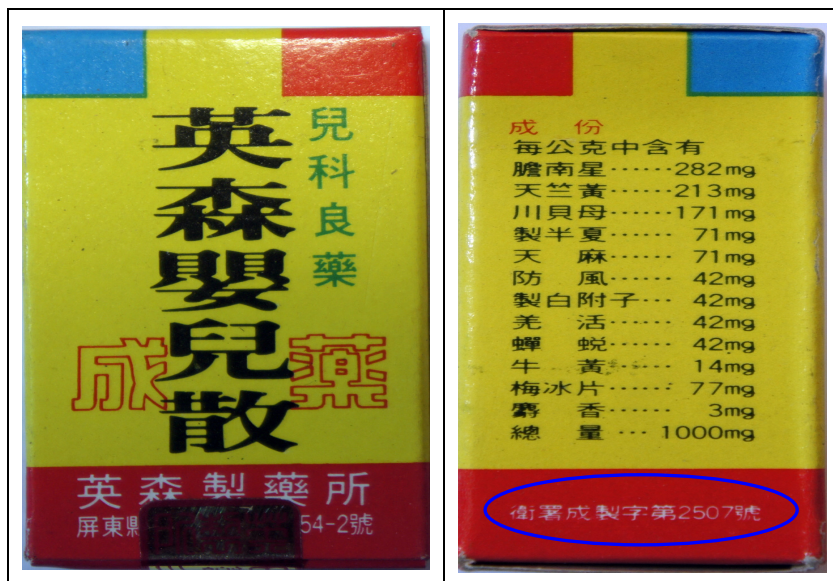 兒科良藥
英森嬰兒散
成藥
英森製藥所
屏東縣 54-2號
成 份
每公克中含有
膽南星……282mg
天竺黃……213mg
川貝母……171mg
製半夏…… 71mg
天 麻…… 71mg
防 風…… 42mg
製白附子… 42mg
羌 活…… 42mg
蟬 蛻…… 42mg
牛 黃…… 14mg
梅冰片…… 77mg
麝 香…… 3mg
總 量… 1000mg
衛署成製字第2507號